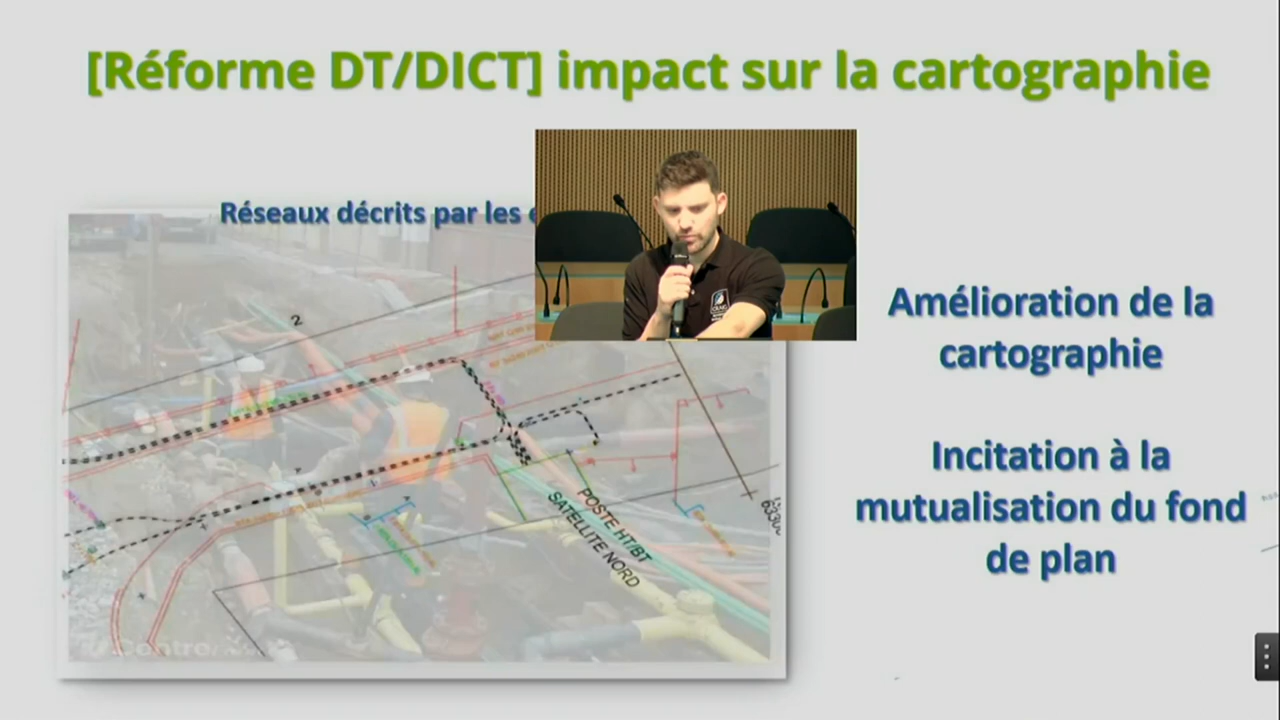 [Réforme DT/DICT] impact sur la cartographie
Réseaux décrits par les
Amélioration de la
cartographie
Incitation à la
mutualisation du fond
de plan
2
POSTE HT/BT
SATELLITE NORD